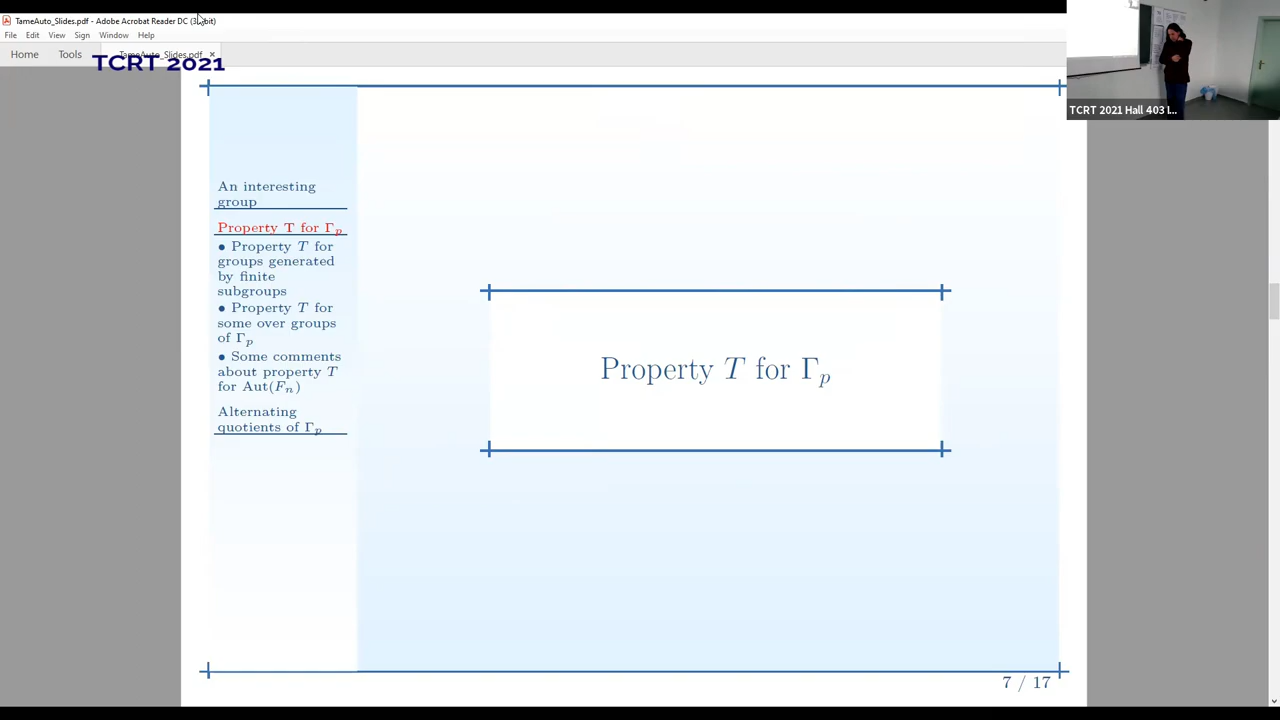 TameAuto_Slides.pdf - Adobe Acrobat Reader DC (32-bit)
File Edit View Sign Window Help
Home Tools TameAuto_Slides.pdf ×
TCRT 2021
TCRT 2021 Hall 403 I...
An interesting
group
Property T for Γp
• Property T for
groups generated
by finite
subgroups
• Property T for
some over groups
of Γp
• Some comments
about property T
for Aut(Fn)
Alternating
quotients of Γp
Property T for Γp
7 / 17